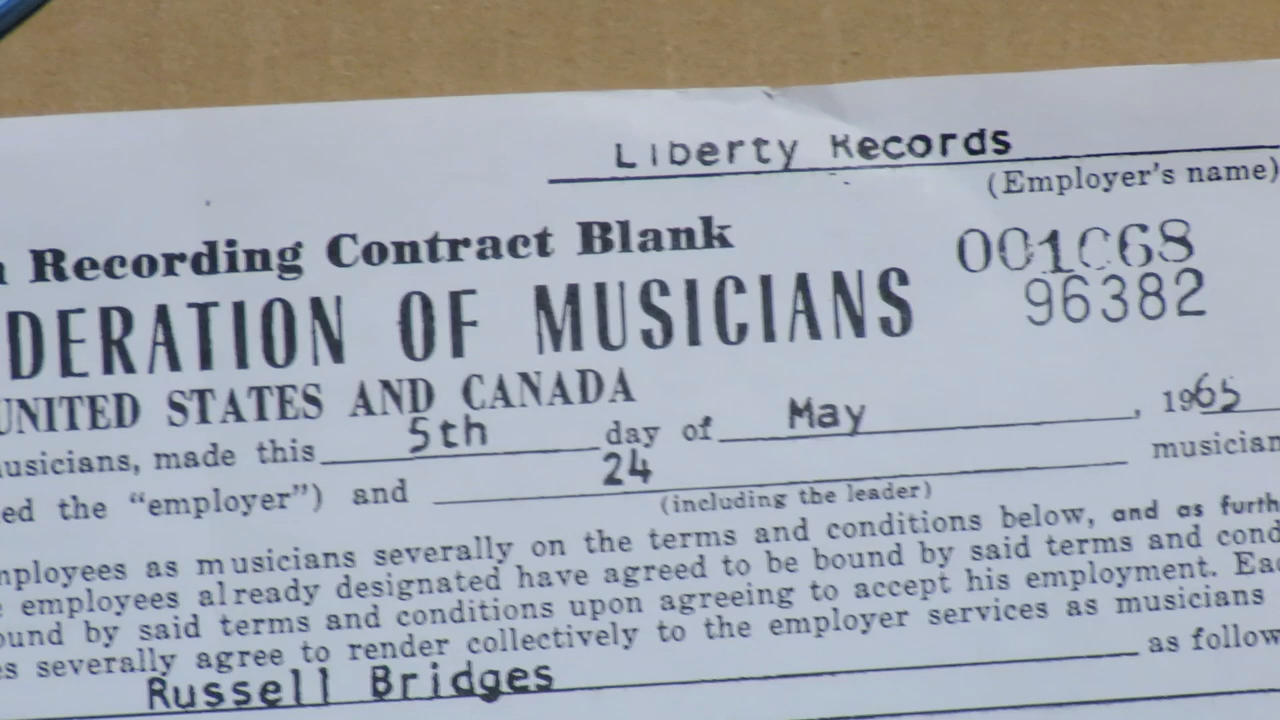 Liberty Records
(Employer's name)
Recording Contract Blank
001068
DERATION OF MUSICIANS
96382
UNITED STATES AND CANADA
usicians, made this 5th day of May, 1965
ed the "employer") and 24 musician
(including the leader)
mployees as musicians severally on the terms and conditions below, and as furth
employees already designated have agreed to be bound by said terms and cond
ound by said terms and conditions upon agreeing to accept his employment. Eac
s severally agree to render collectively to the employer services as musicians
Russell Bridges as follow